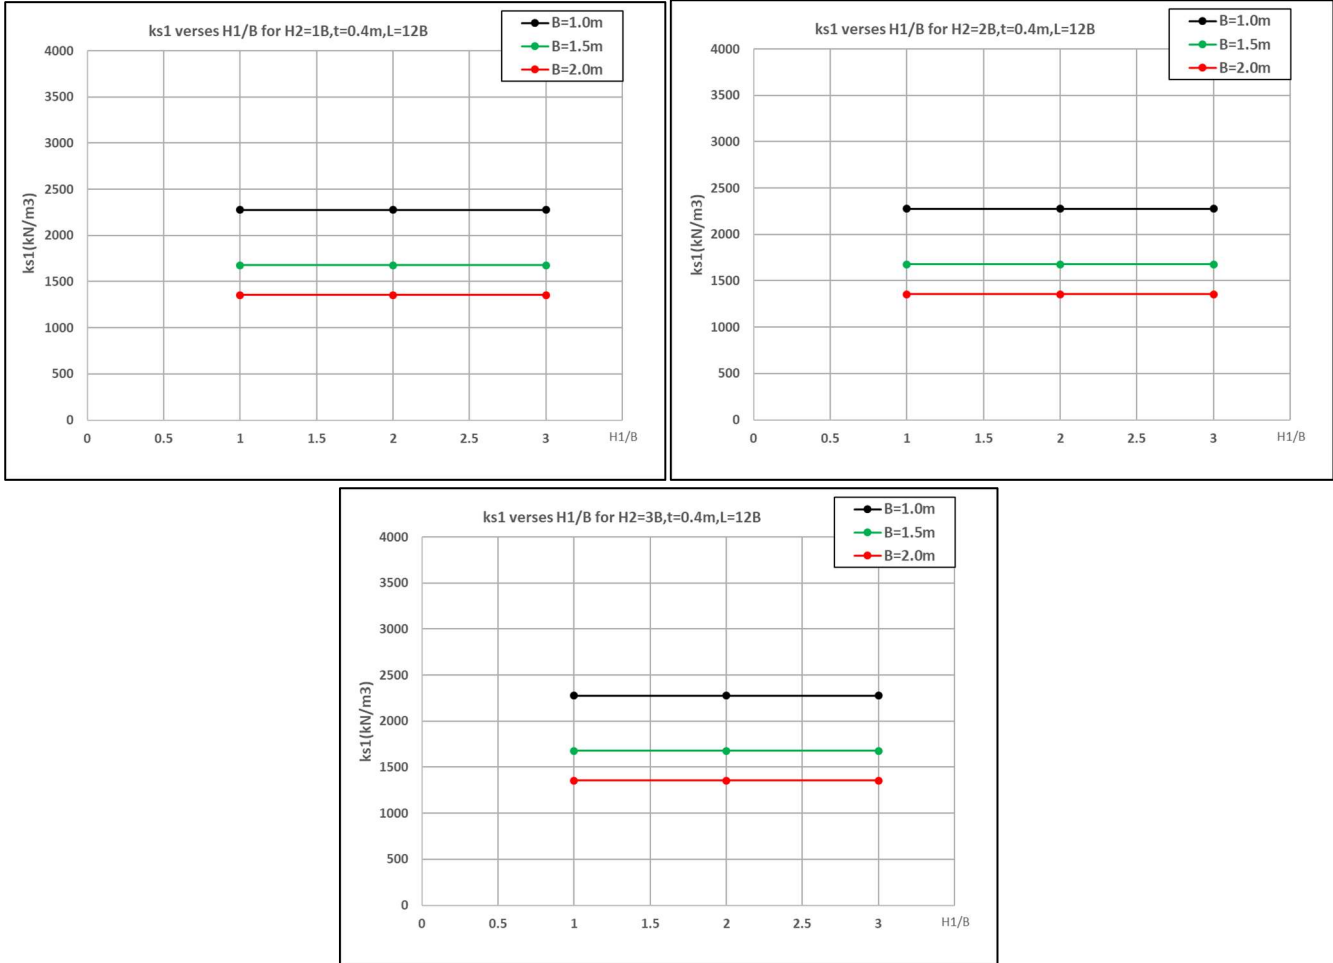 ks1 verses H1/B for H2=1B,t=0.4m,L=12B
B=1.0m
B=1.5m
B=2.0m
4000
3500
3000
2500
2000
1500
1000
500
0
ks1(kN/m3)
0 0.5 1 1.5 2 2.5 3 H1/B
ks1 verses H1/B for H2=2B,t=0.4m,L=12B
B=1.0m
B=1.5m
B=2.0m
4000
3500
3000
2500
2000
1500
1000
500
0
ks1(kN/m3)
0 0.5 1 1.5 2 2.5 3 H1/B
ks1 verses H1/B for H2=3B,t=0.4m,L=12B
B=1.0m
B=1.5m
B=2.0m
4000
3500
3000
2500
2000
1500
1000
500
0
ks1(kN/m3)
0 0.5 1 1.5 2 2.5 3 H1/B